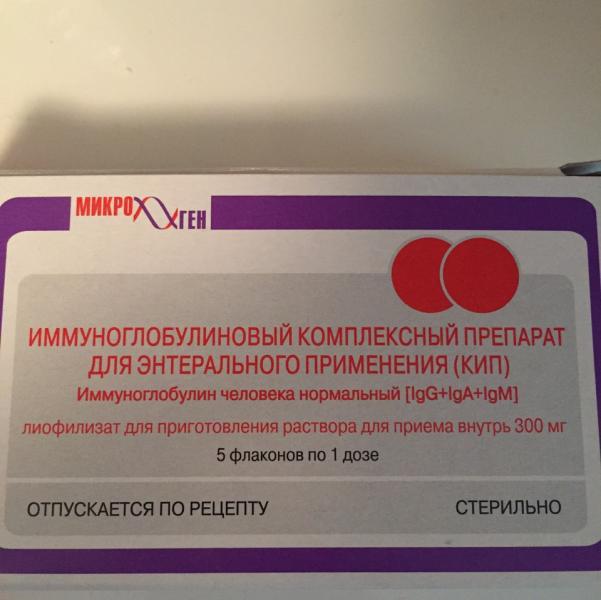 МИКРОГЕН
ИММУНОГЛОБУЛИНОВЫЙ КОМПЛЕКСНЫЙ ПРЕПАРАТ
ДЛЯ ЭНТЕРАЛЬНОГО ПРИМЕНЕНИЯ (КИП)
Иммуноглобулин человека нормальный [IgG+IgA+IgM]
лиофилизат для приготовления раствора для приема внутрь 300 мг
5 флаконов по 1 дозе
ОТПУСКАЕТСЯ ПО РЕЦЕПТУ
СТЕРИЛЬНО